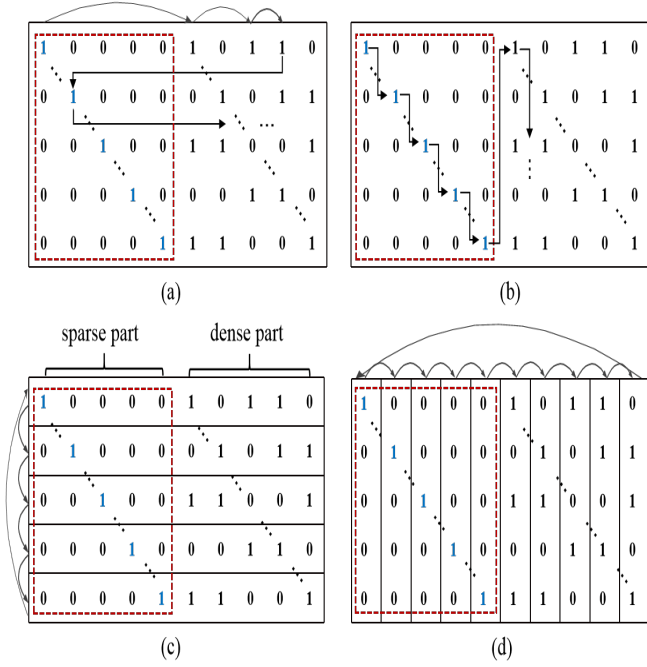 1 0 0 0 0 1 0 1 1 0
0 1 0 0 0 0 1 0 1 1
...
0 0 1 0 0 1 1 0 0 1
0 0 0 1 0 0 0 1 1 0
0 0 0 0 1 1 1 0 0 1
(a)
1 0 0 0 0 1 0 1 1 0
0 1 0 0 0 0 1 0 1 1
0 0 1 0 0 1 1 0 0 1
0 0 0 1 0 0 0 1 1 0
0 0 0 0 1 1 1 0 0 1
(b)
sparse part dense part
1 0 0 0 0 1 0 1 1 0
0 1 0 0 0 0 1 0 1 1
0 0 1 0 0 1 1 0 0 1
0 0 0 1 0 0 0 1 1 0
0 0 0 0 1 1 1 0 0 1
(c)
1 0 0 0 0 1 0 1 1 0
0 1 0 0 0 0 1 0 1 1
0 0 1 0 0 1 1 0 0 1
0 0 0 1 0 0 0 1 1 0
0 0 0 0 1 1 1 0 0 1
(d)